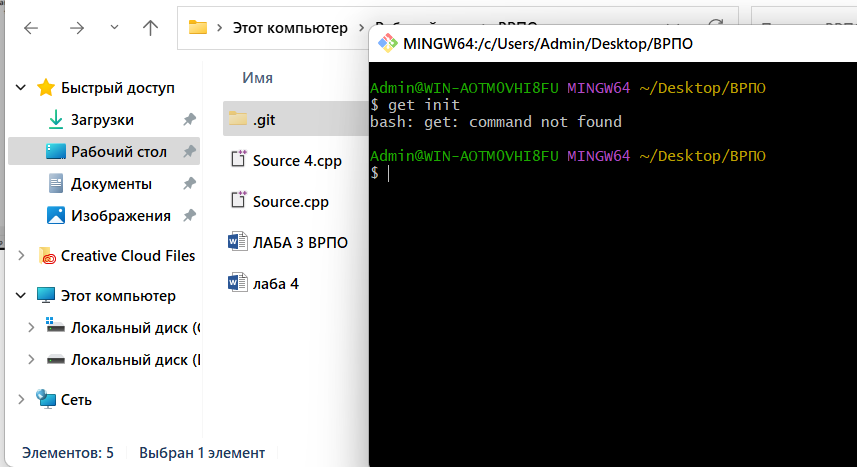 Этот компьютер
MINGW64:/c/Users/Admin/Desktop/ВРПО
Быстрый доступ
Загрузки
Рабочий стол
Документы
Изображения
Creative Cloud Files
Этот компьютер
Локальный диск (
Локальный диск (
Сеть
Элементов: 5 Выбран 1 элемент
Имя
.git
Source 4.cpp
Source.cpp
ЛАБА 3 ВРПО
лаба 4
Admin@WIN-AOTMOVHI8FU MINGW64 ~/Desktop/ВРПО
$ get init
bash: get: command not found
Admin@WIN-AOTMOVHI8FU MINGW64 ~/Desktop/ВРПО
$